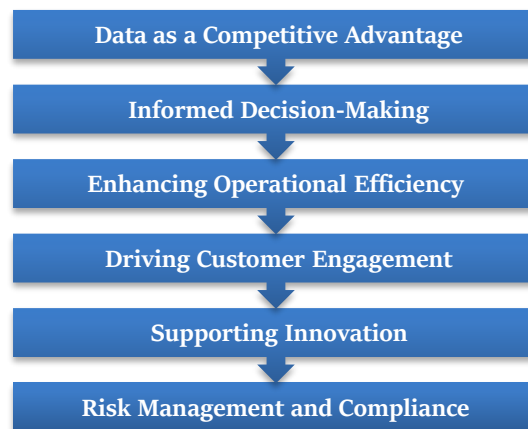 Data as a Competitive Advantage
Informed Decision-Making
Enhancing Operational Efficiency
Driving Customer Engagement
Supporting Innovation
Risk Management and Compliance